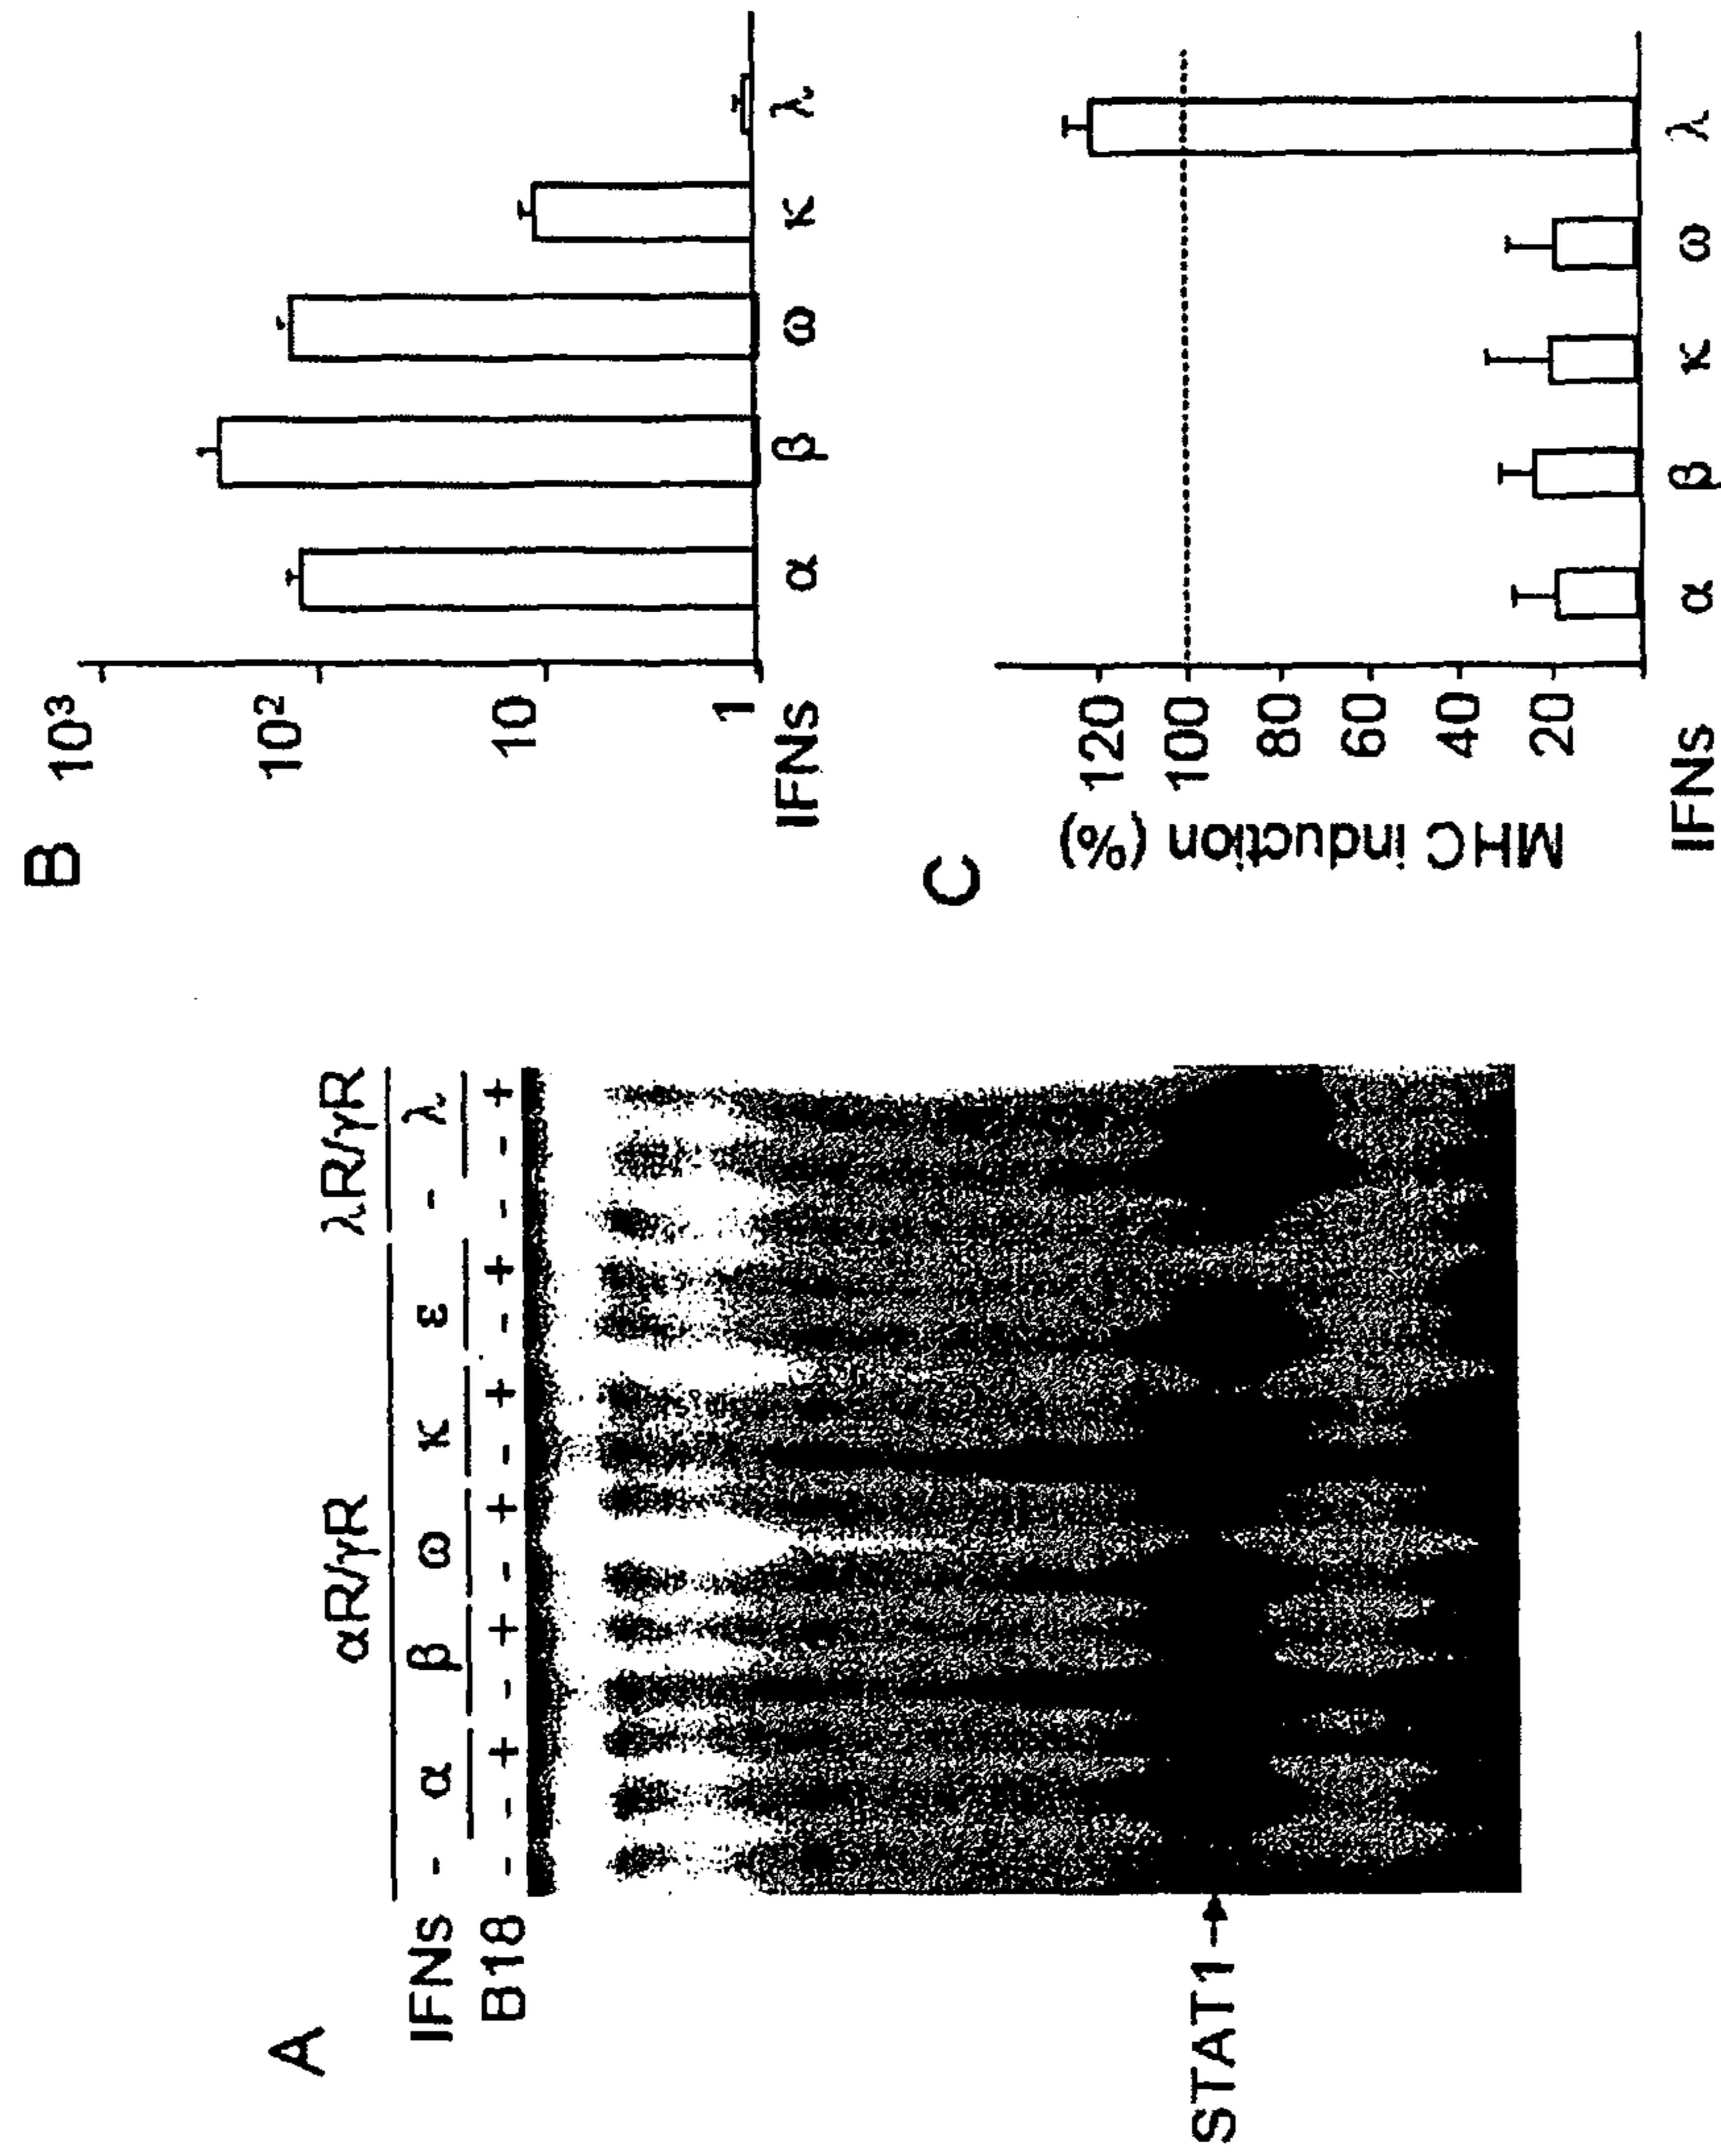 A
αR/γR λR/γR
IFNs - α β ω κ ε - λ
B18 - - + - + - + - + - + - - +
STAT1
B
10³
10²
10
1
IFNs α β ω κ λ
C
MHC induction (%)
120
100
80
60
40
20
IFNs α β κ ω λ